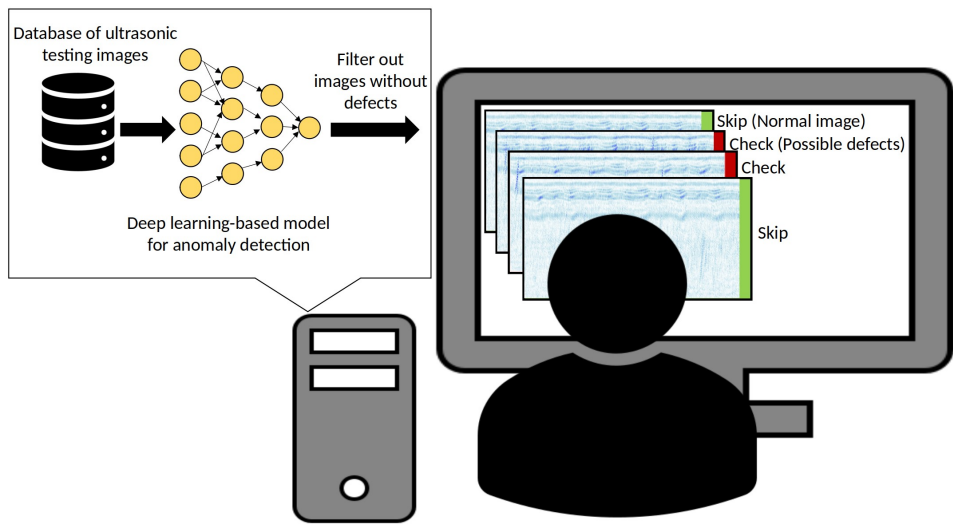 Database of ultrasonic
testing images
Filter out
images without
defects
Deep learning-based model
for anomaly detection
Skip (Normal image)
Check (Possible defects)
Check
Skip